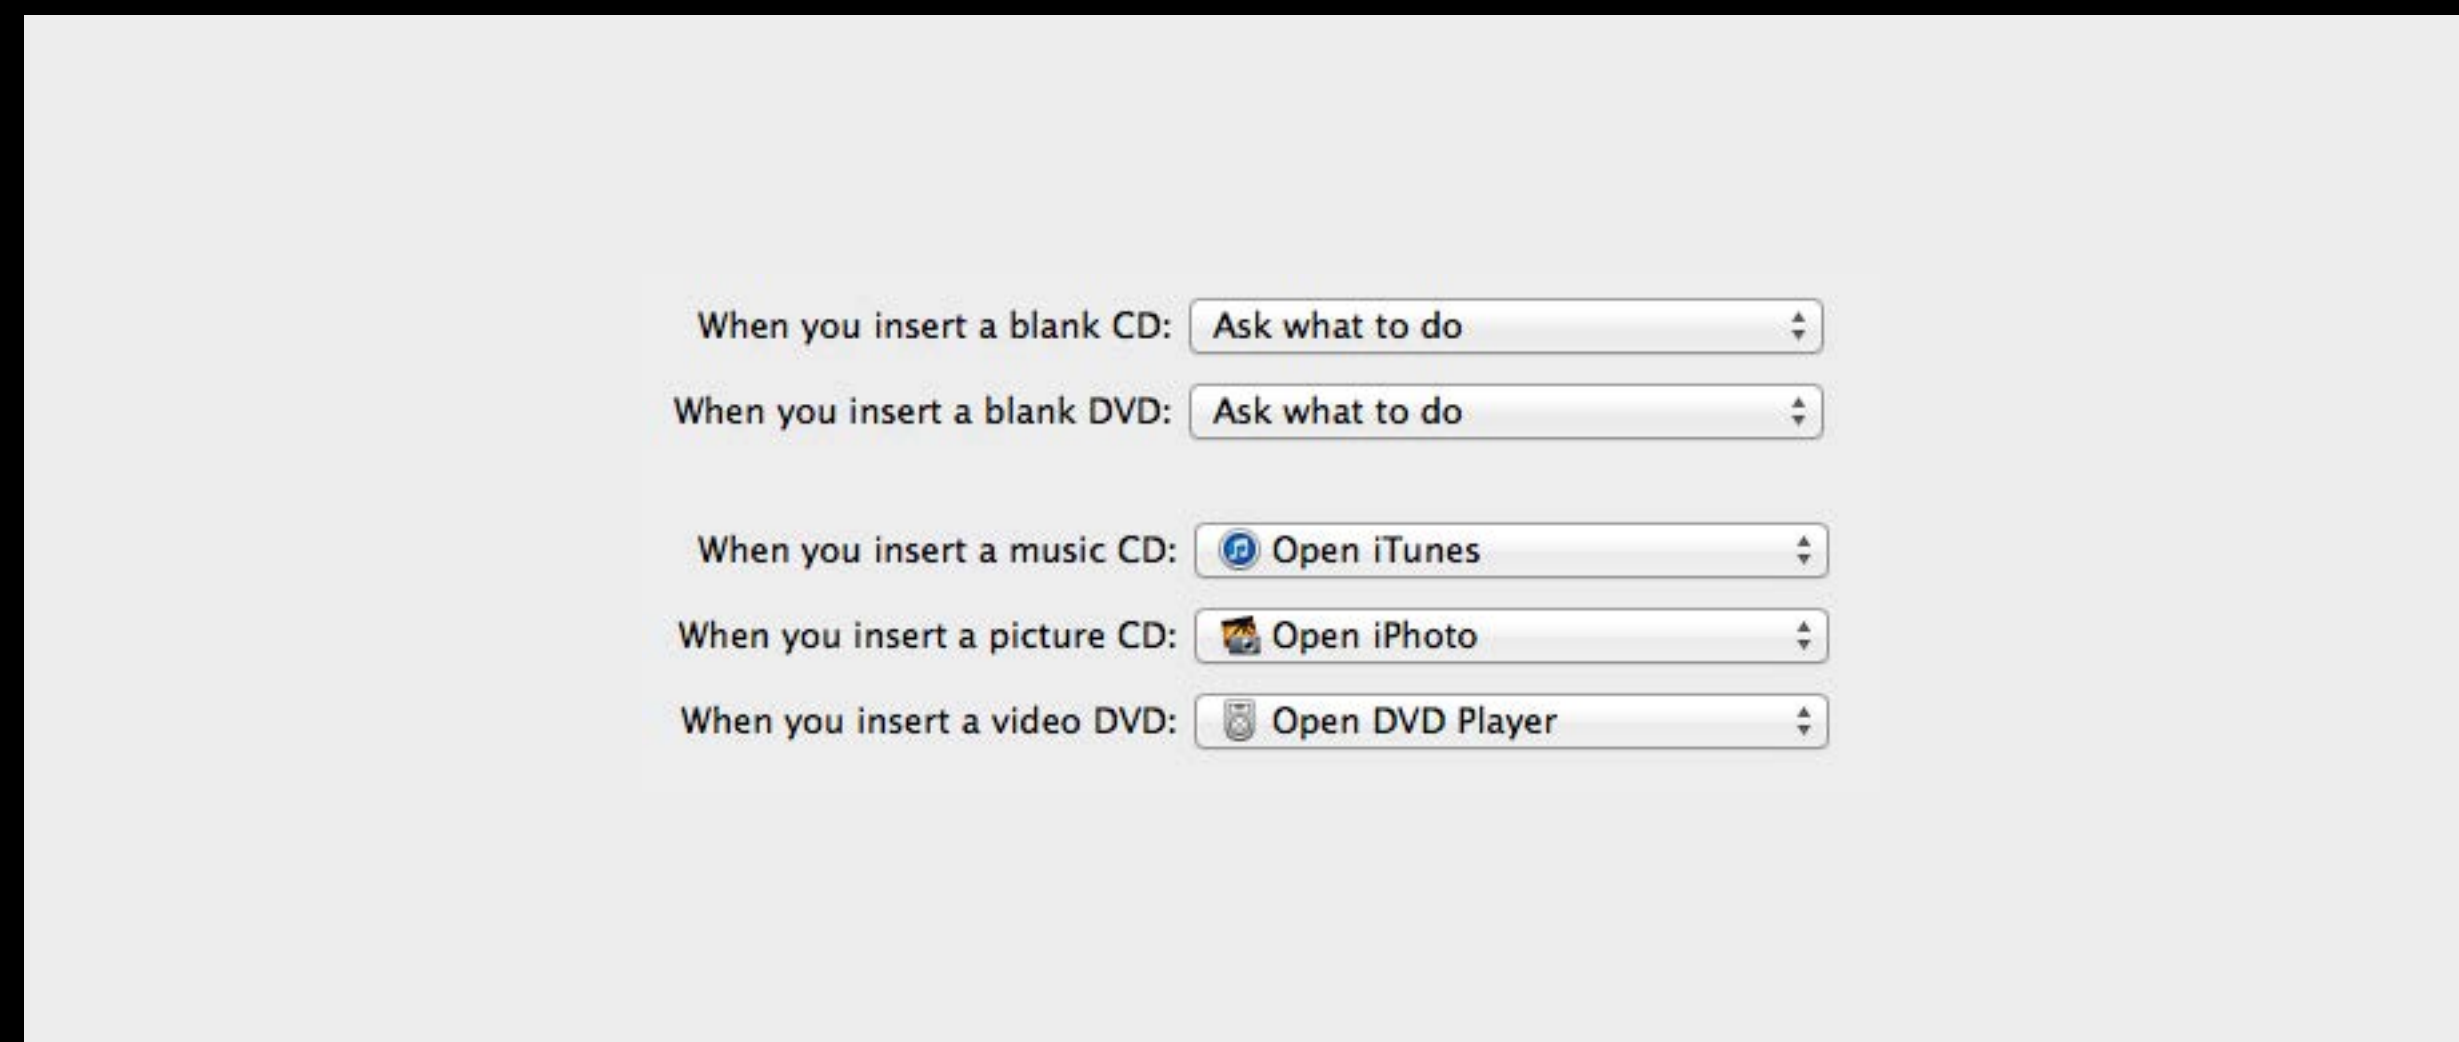 When you insert a blank CD: Ask what to do
When you insert a blank DVD: Ask what to do
When you insert a music CD: Open iTunes
When you insert a picture CD: Open iPhoto
When you insert a video DVD: Open DVD Player